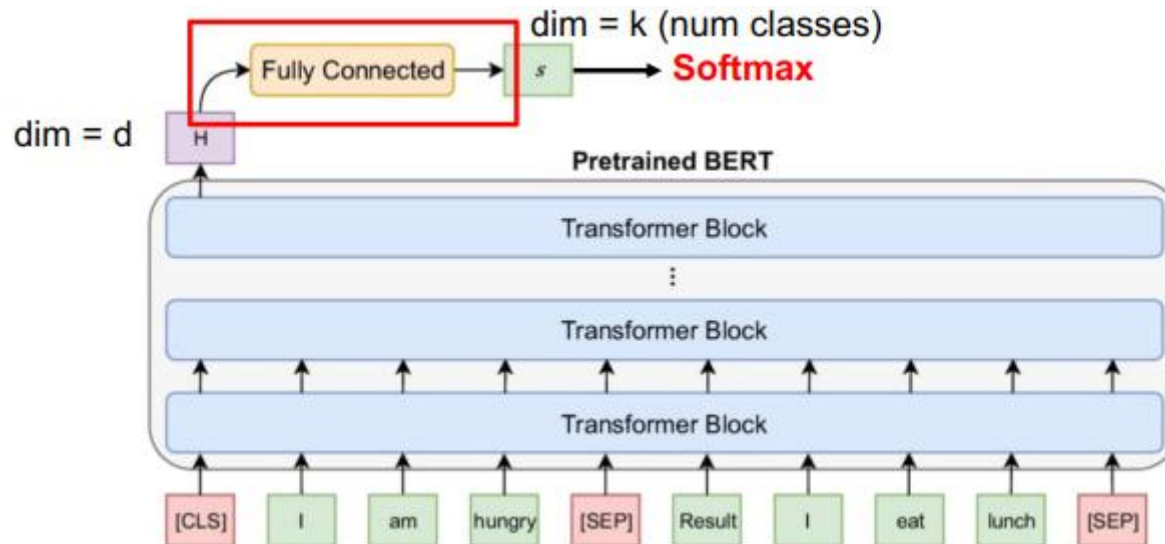 dim = k (num classes)
Fully Connected
s
Softmax
dim = d
H
Pretrained BERT
Transformer Block
...
Transformer Block
Transformer Block
[CLS] I am hungry [SEP] Result I eat lunch [SEP]